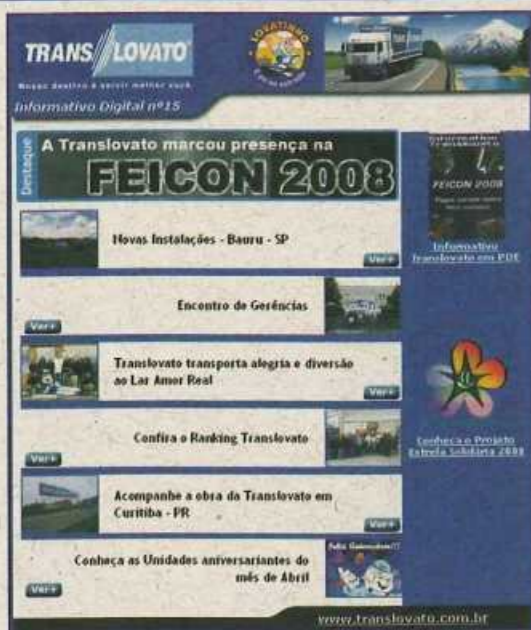 TRANS LOVATO
Nosso destino é servir melhor você.
LOVATINHO
Informativo Digital nº15
Destaque
A Translovato marcou presença na
FEICON 2008
Informativo
Translovato
FEICON 2008
Informativo
Translovato em PDF
Novas Instalações - Bauru - SP
Ver+
Encontro de Gerências
Ver+
Translovato transporta alegria e diversão
ao Lar Amor Real
Ver+
Confira o Ranking Translovato
Ver+
Conheça o Projeto
Estrela Solidária 2008
Acompanhe a obra da Translovato em
Curitiba - PR
Ver+
Conheça as Unidades aniversariantes do
mês de Abril
Ver+
www.translovato.com.br